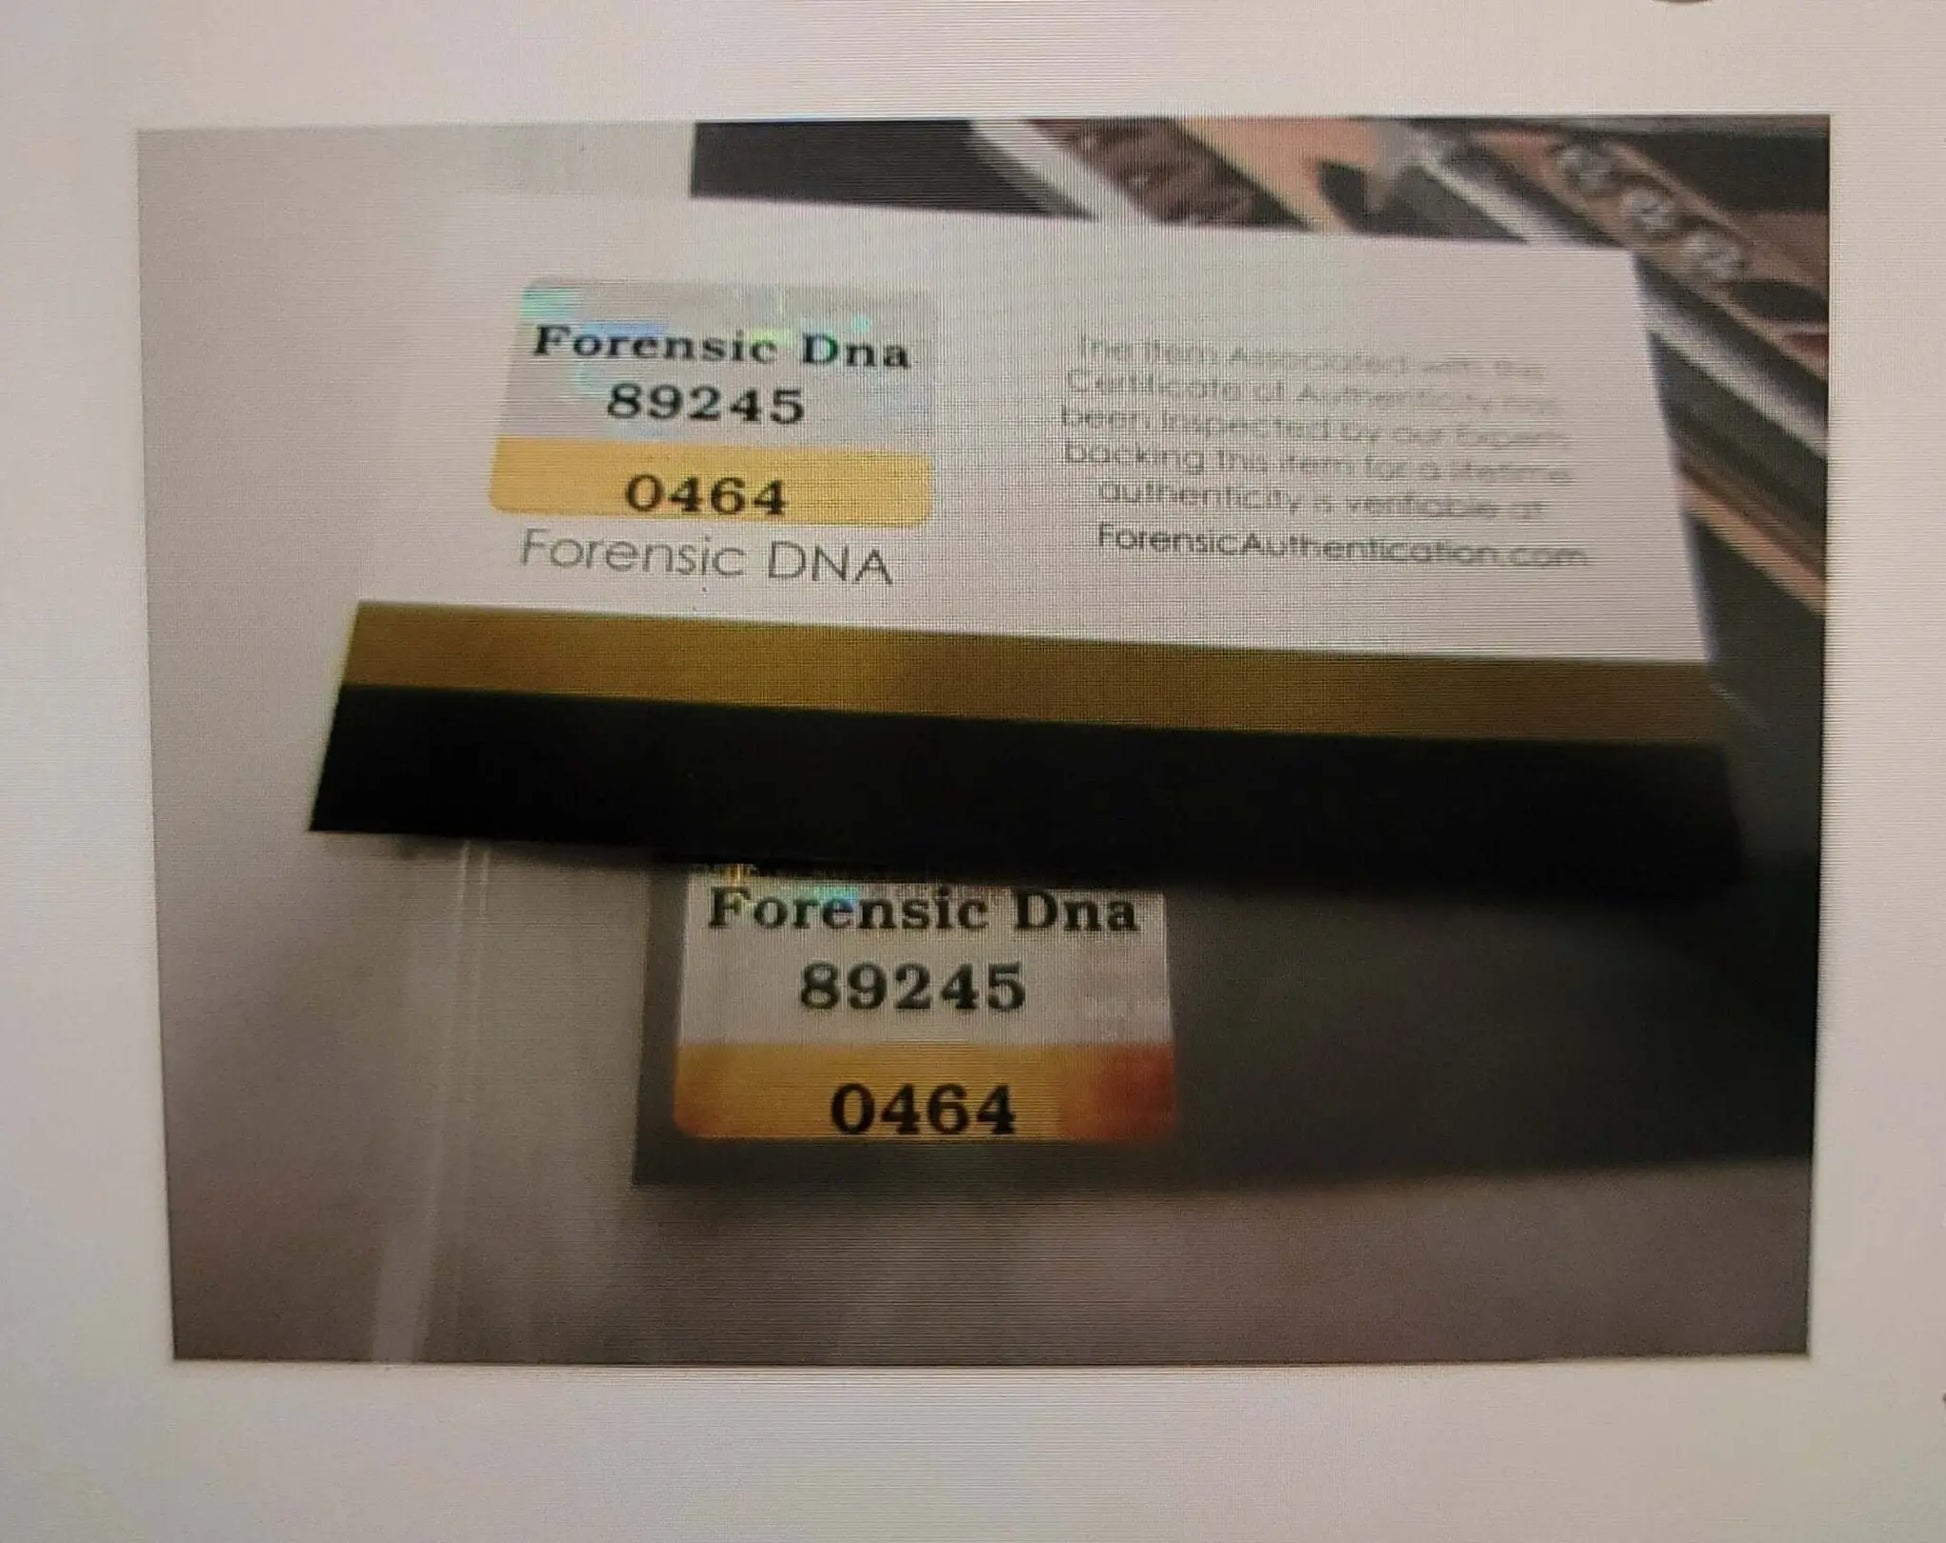 Forensic Dna
89245
0464
Forensic DNA
The Item Associated with the
Certificate of Authenticity has
been inspected by our Experts
backing this item for a lifetime
authenticity is verifiable at
ForensicAuthentication.com
Forensic Dna
89245
0464